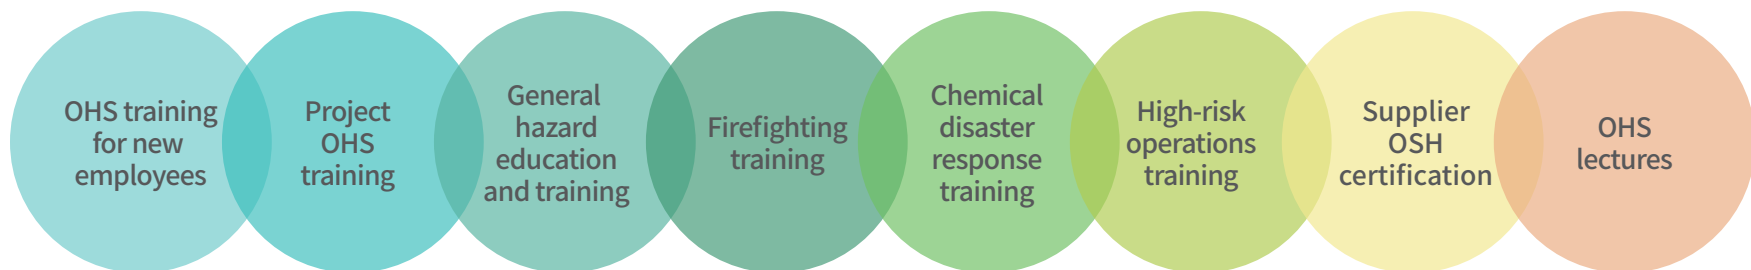 OHS training
for new
employees
Project
OHS
training
General
hazard
education
and training
Firefighting
training
Chemical
disaster
response
training
High-risk
operations
training
Supplier
OSH
certification
OHS
lectures